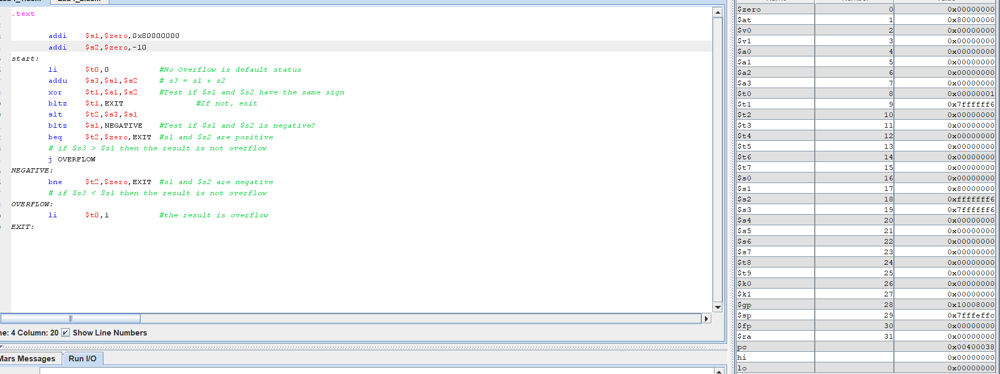 .text
addi $s1,$zero,0x80000000
addi $s2,$zero,-10
start:
li $t0,0 #No Overflow is default status
addu $s3,$s1,$s2 # s3 = s1 + s2
xor $t1,$s1,$s2 #Test if $s1 and $s2 have the same sign
bltz $t1,EXIT #If not, exit
slt $t2,$s3,$s1
bltz $s1,NEGATIVE #Test if $s1 and $s2 is negative?
beq $t2,$zero,EXIT #s1 and $s2 are positive
# if $s3 > $s1 then the result is not overflow
j OVERFLOW
NEGATIVE:
bne $t2,$zero,EXIT #s1 and $s2 are negative
# if $s3 < $s1 then the result is not overflow
OVERFLOW:
li $t0,1 #the result is overflow
EXIT:
ne: 4 Column: 20 Show Line Numbers
Mars Messages Run I/O
$zero 0 0x00000000
$at 1 0x80000000
$v0 2 0x00000000
$v1 3 0x00000000
$a0 4 0x00000000
$a1 5 0x00000000
$a2 6 0x00000000
$a3 7 0x00000000
$t0 8 0x00000001
$t1 9 0x7ffffff6
$t2 10 0x00000000
$t3 11 0x00000000
$t4 12 0x00000000
$t5 13 0x00000000
$t6 14 0x00000000
$t7 15 0x00000000
$s0 16 0x00000000
$s1 17 0x80000000
$s2 18 0xfffffff6
$s3 19 0x7ffffff6
$s4 20 0x00000000
$s5 21 0x00000000
$s6 22 0x00000000
$s7 23 0x00000000
$t8 24 0x00000000
$t9 25 0x00000000
$k0 26 0x00000000
$k1 27 0x00000000
$gp 28 0x10008000
$sp 29 0x7fffeffc
$fp 30 0x00000000
$ra 31 0x00000000
pc 0x00400038
hi 0x00000000
lo 0x00000000